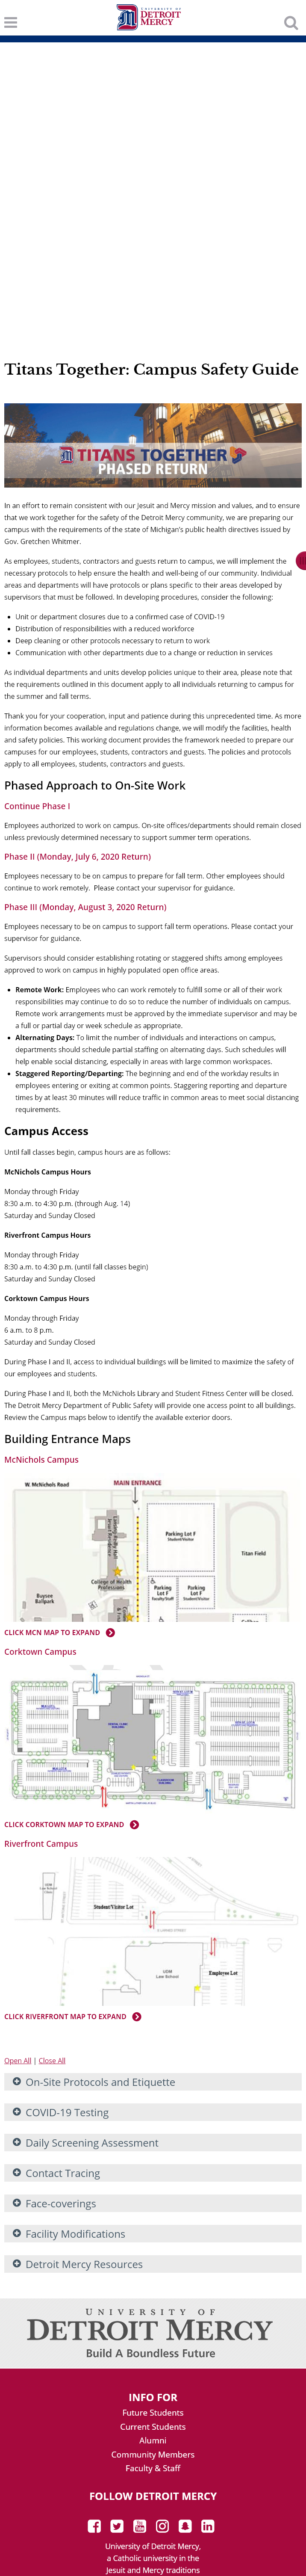 UNIVERSITY OF
DETROIT
MERCY
Titans Together: Campus Safety Guide
TITANS TOGETHER
PHASED RETURN
In an effort to remain consistent with our Jesuit and Mercy mission and values, and to ensure
that we work together for the safety of the Detroit Mercy community, we are preparing our
campus with the requirements of the state of Michigan's public health directives issued by
Gov. Gretchen Whitmer.
As employees, students, contractors and guests return to campus, we will implement the
necessary protocols to help ensure the health and well-being of our community. Individual
areas and departments will have protocols or plans specific to their areas developed by
supervisors that must be followed. In developing procedures, consider the following:
Unit or department closures due to a confirmed case of COVID-19
Distribution of responsibilities with a reduced workforce
Deep cleaning or other protocols necessary to return to work
Communication with other departments due to a change or reduction in services
As individual departments and units develop policies unique to their area, please note that
the requirements outlined in this document apply to all individuals returning to campus for
the summer and fall terms.
Thank you for your cooperation, input and patience during this unprecedented time. As more
information becomes available and regulations change, we will modify the facilities, health
and safety policies. This working document provides the framework needed to prepare our
campuses for our employees, students, contractors and guests. The policies and protocols
apply to all employees, students, contractors and guests.
Phased Approach to On-Site Work
Continue Phase I
Employees authorized to work on campus. On-site offices/departments should remain closed
unless previously determined necessary to support summer term operations.
Phase II (Monday, July 6, 2020 Return)
Employees necessary to be on campus to prepare for fall term. Other employees should
continue to work remotely. Please contact your supervisor for guidance.
Phase III (Monday, August 3, 2020 Return)
Employees necessary to be on campus to support fall term operations. Please contact your
supervisor for guidance.
Supervisors should consider establishing rotating or staggered shifts among employees
approved to work on campus in highly populated open office areas.
Remote Work: Employees who can work remotely to fulfill some or all of their work
responsibilities may continue to do so to reduce the number of individuals on campus.
Remote work arrangements must be approved by the immediate supervisor and may be
a full or partial day or week schedule as appropriate.
Alternating Days: To limit the number of individuals and interactions on campus,
departments should schedule partial staffing on alternating days. Such schedules will
help enable social distancing, especially in areas with large common workspaces.
Staggered Reporting/Departing: The beginning and end of the workday results in
employees entering or exiting at common points. Staggering reporting and departure
times by at least 30 minutes will reduce traffic in common areas to meet social distancing
requirements.
Campus Access
Until fall classes begin, campus hours are as follows:
McNichols Campus Hours
Monday through Friday
8:30 a.m. to 4:30 p.m. (through Aug. 14)
Saturday and Sunday Closed
Riverfront Campus Hours
Monday through Friday
8:30 a.m. to 4:30 p.m. (until fall classes begin)
Saturday and Sunday Closed
Corktown Campus Hours
Monday through Friday
6 a.m. to 8 p.m.
Saturday and Sunday Closed
During Phase I and II, access to individual buildings will be limited to maximize the safety of
our employees and students.
During Phase I and II, both the McNichols Library and Student Fitness Center will be closed.
The Detroit Mercy Department of Public Safety will provide one access point to all buildings.
Review the Campus maps below to identify the available exterior doors.
Building Entrance Maps
McNichols Campus
W. McNichols Road
MAIN ENTRANCE
Parking Lot F
Student/Visitor
Titan Field
College of Health
Professions
Buysee
Ballpark
Parking
Lot F
Faculty/Staff
Parking
Lot F
Student/Visitor
CLICK MCN MAP TO EXPAND
Corktown Campus
CLICK CORKTOWN MAP TO EXPAND
Riverfront Campus
UDM
Law School
Clinic
Student/Visitor Lot
UDM
Law School
Employee Lot
CLICK RIVERFRONT MAP TO EXPAND
Open All | Close All
On-Site Protocols and Etiquette
COVID-19 Testing
Daily Screening Assessment
Contact Tracing
Face-coverings
Facility Modifications
Detroit Mercy Resources
UNIVERSITY OF
DETROIT MERCY
Build A Boundless Future
INFO FOR
Future Students
Current Students
Alumni
Community Members
Faculty & Staff
FOLLOW DETROIT MERCY
University of Detroit Mercy,
a Catholic university in the
Jesuit and Mercy traditions